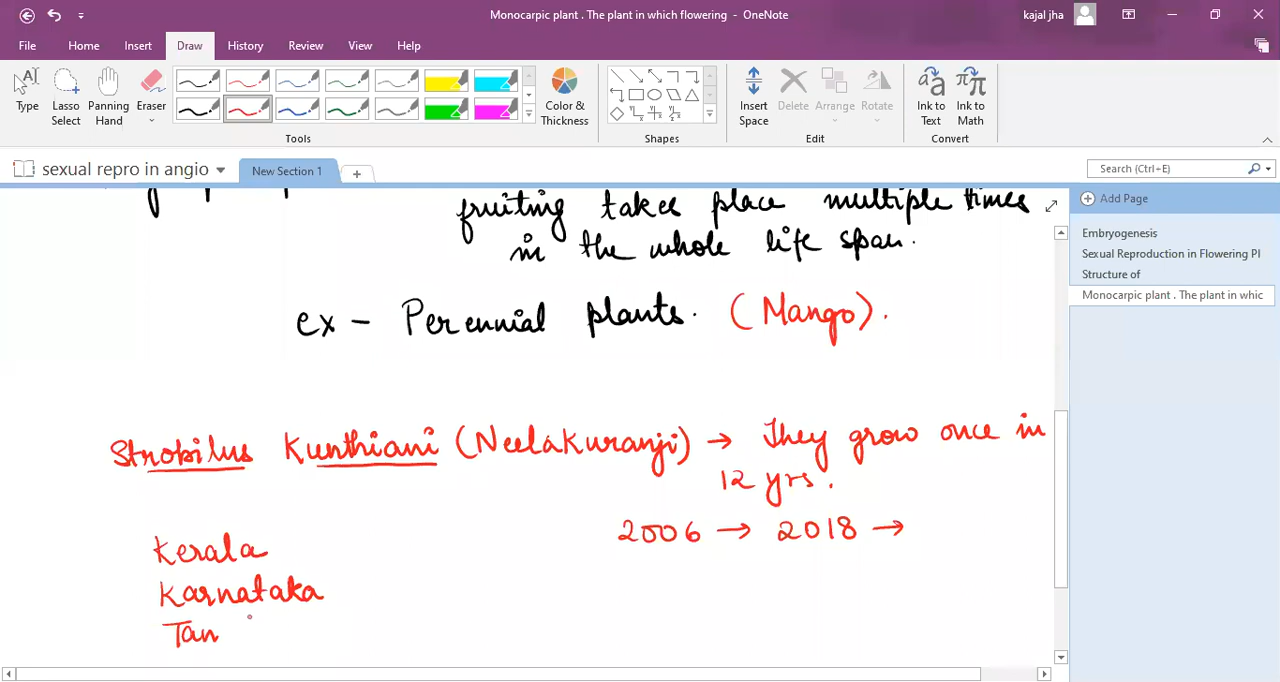 Monocarpic plant . The plant in which flowering - OneNote
kajal jha
File Home Insert Draw History Review View Help
Type
Lasso Select
Panning Hand
Eraser
Color & Thickness
Insert Space
Delete
Arrange
Rotate
Ink to Text
Ink to Math
Tools
Shapes
Edit
Convert
sexual repro in angio
New Section 1
Search (Ctrl+E)
Add Page
Embryogenesis
Sexual Reproduction in Flowering Pl
Structure of
Monocarpic plant . The plant in whic
fruiting takes place multiple times
in the whole life span.
ex - Perennial plants. (Mango).
Strobilus Kunthiani (Neelakuranji) → They grow once in
12 yrs.
2006 → 2018 →
Kerala
Karnataka
Tan